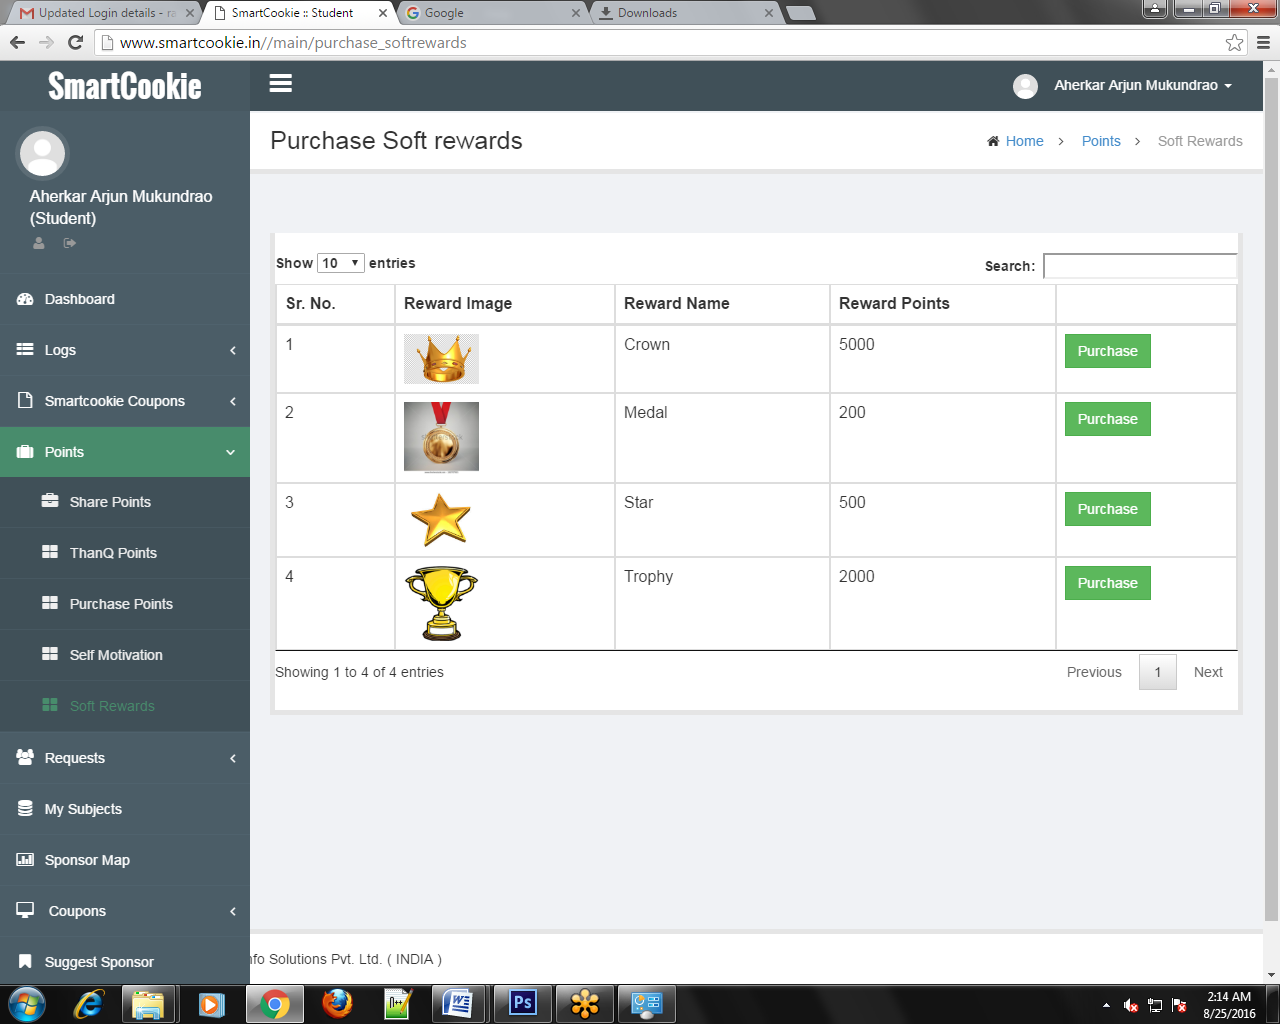 Updated Login details - ra
SmartCookie :: Student
Google
Downloads
www.smartcookie.in//main/purchase_softrewards
SmartCookie
Aherkar Arjun Mukundrao
Aherkar Arjun Mukundrao
(Student)
Dashboard
Logs
Smartcookie Coupons
Points
Share Points
ThanQ Points
Purchase Points
Self Motivation
Soft Rewards
Requests
My Subjects
Sponsor Map
Coupons
Suggest Sponsor
Purchase Soft rewards
Home > Points > Soft Rewards
Show 10 entries
Search:
Sr. No. Reward Image Reward Name Reward Points
1 Crown 5000 Purchase
2 Medal 200 Purchase
3 Star 500 Purchase
4 Trophy 2000 Purchase
Showing 1 to 4 of 4 entries
Previous 1 Next
nfo Solutions Pvt. Ltd. ( INDIA )
n++
W
Ps
2:14 AM
8/25/2016